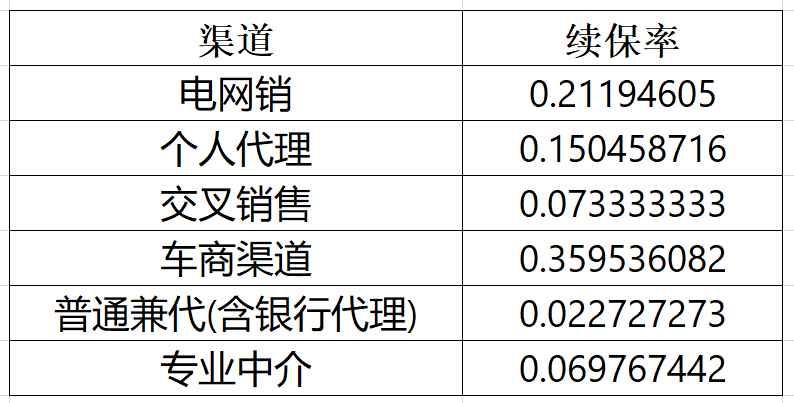 渠道 续保率
电网销 0.21194605
个人代理 0.150458716
交叉销售 0.073333333
车商渠道 0.359536082
普通兼代(含银行代理) 0.022727273
专业中介 0.069767442